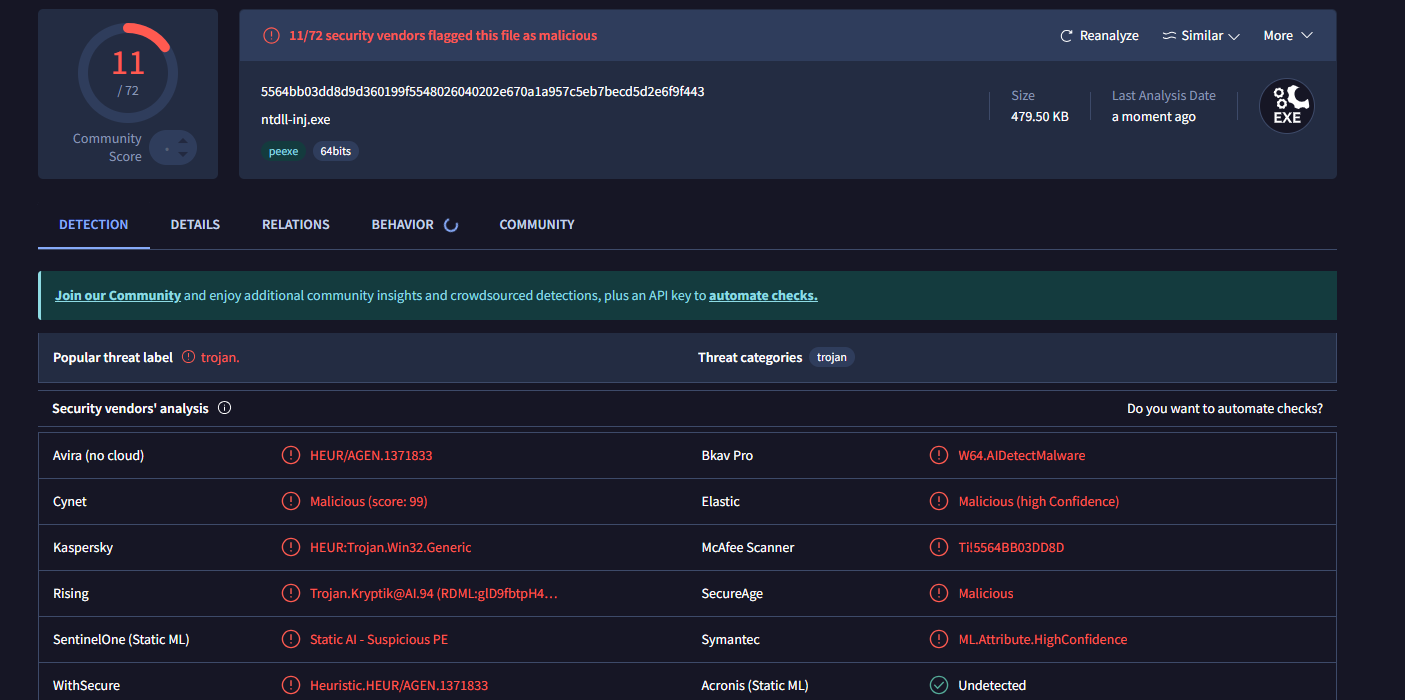 11
/ 72
Community
Score
11/72 security vendors flagged this file as malicious
Reanalyze
Similar
More
5564bb03dd8d9d360199f5548026040202e670a1a957c5eb7becd5d2e6f9f443
ntdll-inj.exe
peexe
64bits
Size
479.50 KB
Last Analysis Date
a moment ago
EXE
DETECTION
DETAILS
RELATIONS
BEHAVIOR
COMMUNITY
Join our Community and enjoy additional community insights and crowdsourced detections, plus an API key to automate checks.
Popular threat label
trojan.
Threat categories
trojan
Security vendors' analysis
Do you want to automate checks?
Avira (no cloud)
HEUR/AGEN.1371833
Bkav Pro
W64.AIDetectMalware
Cynet
Malicious (score: 99)
Elastic
Malicious (high Confidence)
Kaspersky
HEUR:Trojan.Win32.Generic
McAfee Scanner
Ti!5564BB03DD8D
Rising
Trojan.Kryptik@AI.94 (RDML:glD9fbtpH4…
SecureAge
Malicious
SentinelOne (Static ML)
Static AI - Suspicious PE
Symantec
ML.Attribute.HighConfidence
WithSecure
Heuristic.HEUR/AGEN.1371833
Acronis (Static ML)
Undetected